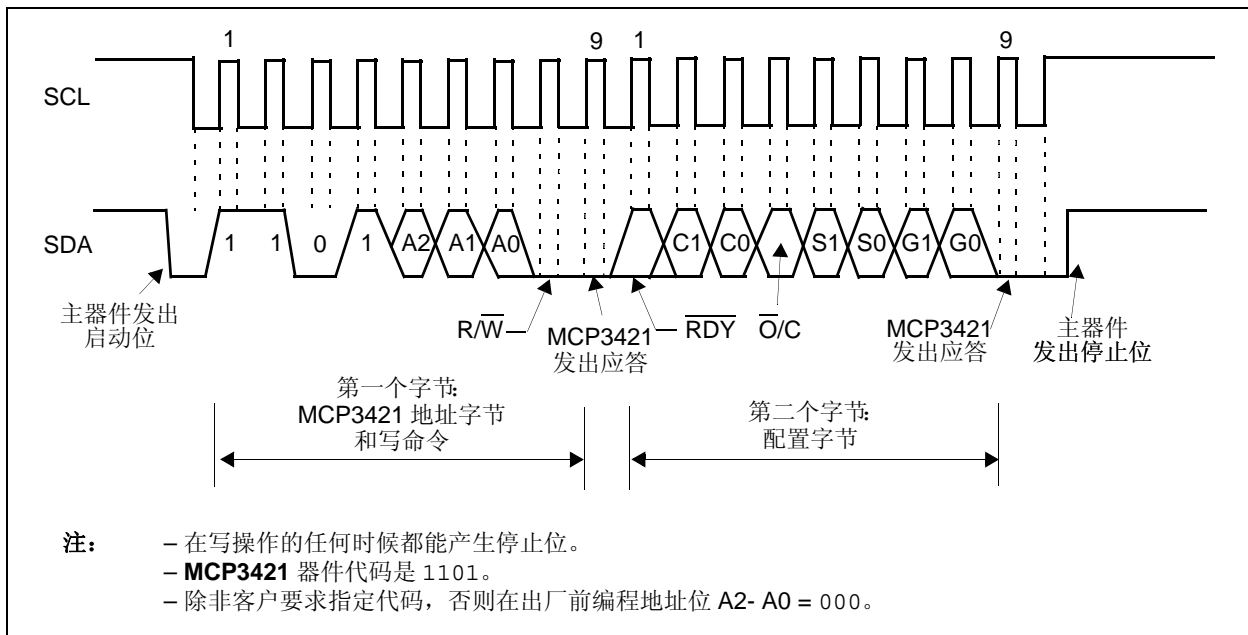 1 9 1 9
SCL
SDA
1 1 0 1 A2 A1 A0 C1 C0 S1 S0 G1 G0
主器件发出
启动位
R/W̅
MCP3421
发出应答
R̅D̅Y̅
O̅/C
MCP3421
发出应答
主器件
发出停止位
第一个字节:
MCP3421 地址字节
和写命令
第二个字节:
配置字节
注： – 在写操作的任何时候都能产生停止位。
– MCP3421 器件代码是 1101。
– 除非客户要求指定代码，否则在出厂前编程地址位 A2- A0 = 000。